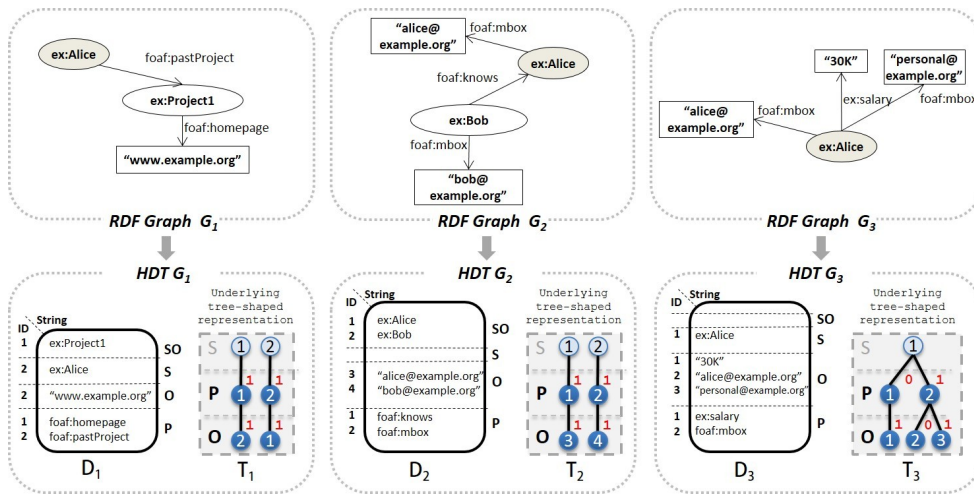 ex:Alice
foaf:pastProject
ex:Project1
foaf:homepage
"www.example.org"
RDF Graph G1
"alice@
example.org"
foaf:mbox
ex:Alice
foaf:knows
ex:Bob
foaf:mbox
"bob@
example.org"
RDF Graph G2
"30K"
"personal@
example.org"
ex:salary
foaf:mbox
"alice@
example.org"
foaf:mbox
ex:Alice
RDF Graph G3
HDT G1
ID String
1 ex:Project1 SO
2 ex:Alice S
2 "www.example.org" O
1 foaf:homepage P
2 foaf:pastProject
D1
Underlying
tree-shaped
representation
S 1 2
1 1
P 1 2
1 1
O 2 1
T1
HDT G2
ID String
1 ex:Alice SO
2 ex:Bob
S
3 "alice@example.org" O
4 "bob@example.org"
1 foaf:knows P
2 foaf:mbox
D2
Underlying
tree-shaped
representation
S 1 2
1 1
P 1 2
1 1
O 3 4
T2
HDT G3
ID String
SO
1 ex:Alice S
1 "30K"
2 "alice@example.org" O
3 "personal@example.org"
1 ex:salary P
2 foaf:mbox
D3
Underlying
tree-shaped
representation
S 1
0 1
P 1 2
1 0 1
O 1 2 3
T3